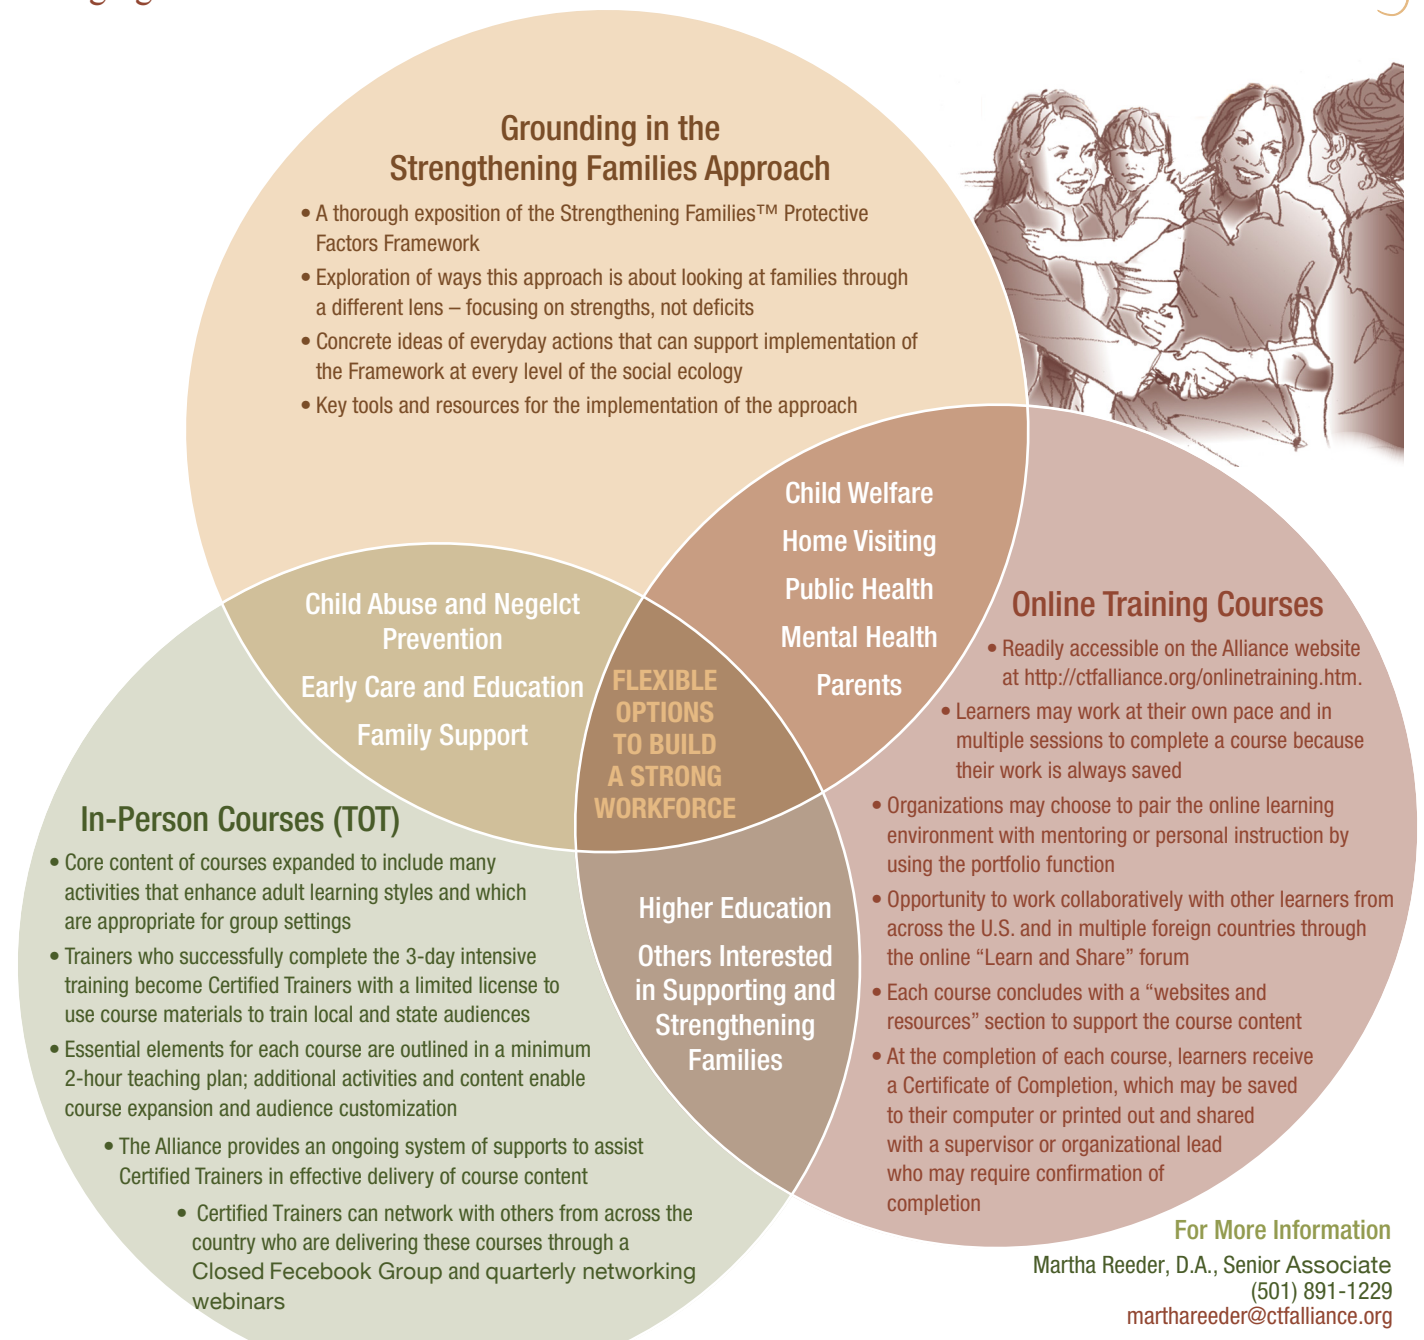 Grounding in the
Strengthening Families Approach
• A thorough exposition of the Strengthening Families™ Protective
Factors Framework
• Exploration of ways this approach is about looking at families through
a different lens – focusing on strengths, not deficits
• Concrete ideas of everyday actions that can support implementation of
the Framework at every level of the social ecology
• Key tools and resources for the implementation of the approach
Child Welfare
Home Visiting
Public Health
Mental Health
Parents
Child Abuse and Negelct
Prevention
Early Care and Education
Family Support
FLEXIBLE
OPTIONS
TO BUILD
A STRONG
WORKFORCE
Online Training Courses
• Readily accessible on the Alliance website
at http://ctfalliance.org/onlinetraining.htm.
• Learners may work at their own pace and in
multiple sessions to complete a course because
their work is always saved
• Organizations may choose to pair the online learning
environment with mentoring or personal instruction by
using the portfolio function
• Opportunity to work collaboratively with other learners from
across the U.S. and in multiple foreign countries through
the online “Learn and Share” forum
• Each course concludes with a “websites and
resources” section to support the course content
• At the completion of each course, learners receive
a Certificate of Completion, which may be saved
to their computer or printed out and shared
with a supervisor or organizational lead
who may require confirmation of
completion
In-Person Courses (TOT)
• Core content of courses expanded to include many
activities that enhance adult learning styles and which
are appropriate for group settings
• Trainers who successfully complete the 3-day intensive
training become Certified Trainers with a limited license to
use course materials to train local and state audiences
• Essential elements for each course are outlined in a minimum
2-hour teaching plan; additional activities and content enable
course expansion and audience customization
• The Alliance provides an ongoing system of supports to assist
Certified Trainers in effective delivery of course content
• Certified Trainers can network with others from across the
country who are delivering these courses through a
Closed Fecebook Group and quarterly networking
webinars
Higher Education
Others Interested
in Supporting and
Strengthening
Families
For More Information
Martha Reeder, D.A., Senior Associate
(501) 891-1229
marthareeder@ctfalliance.org